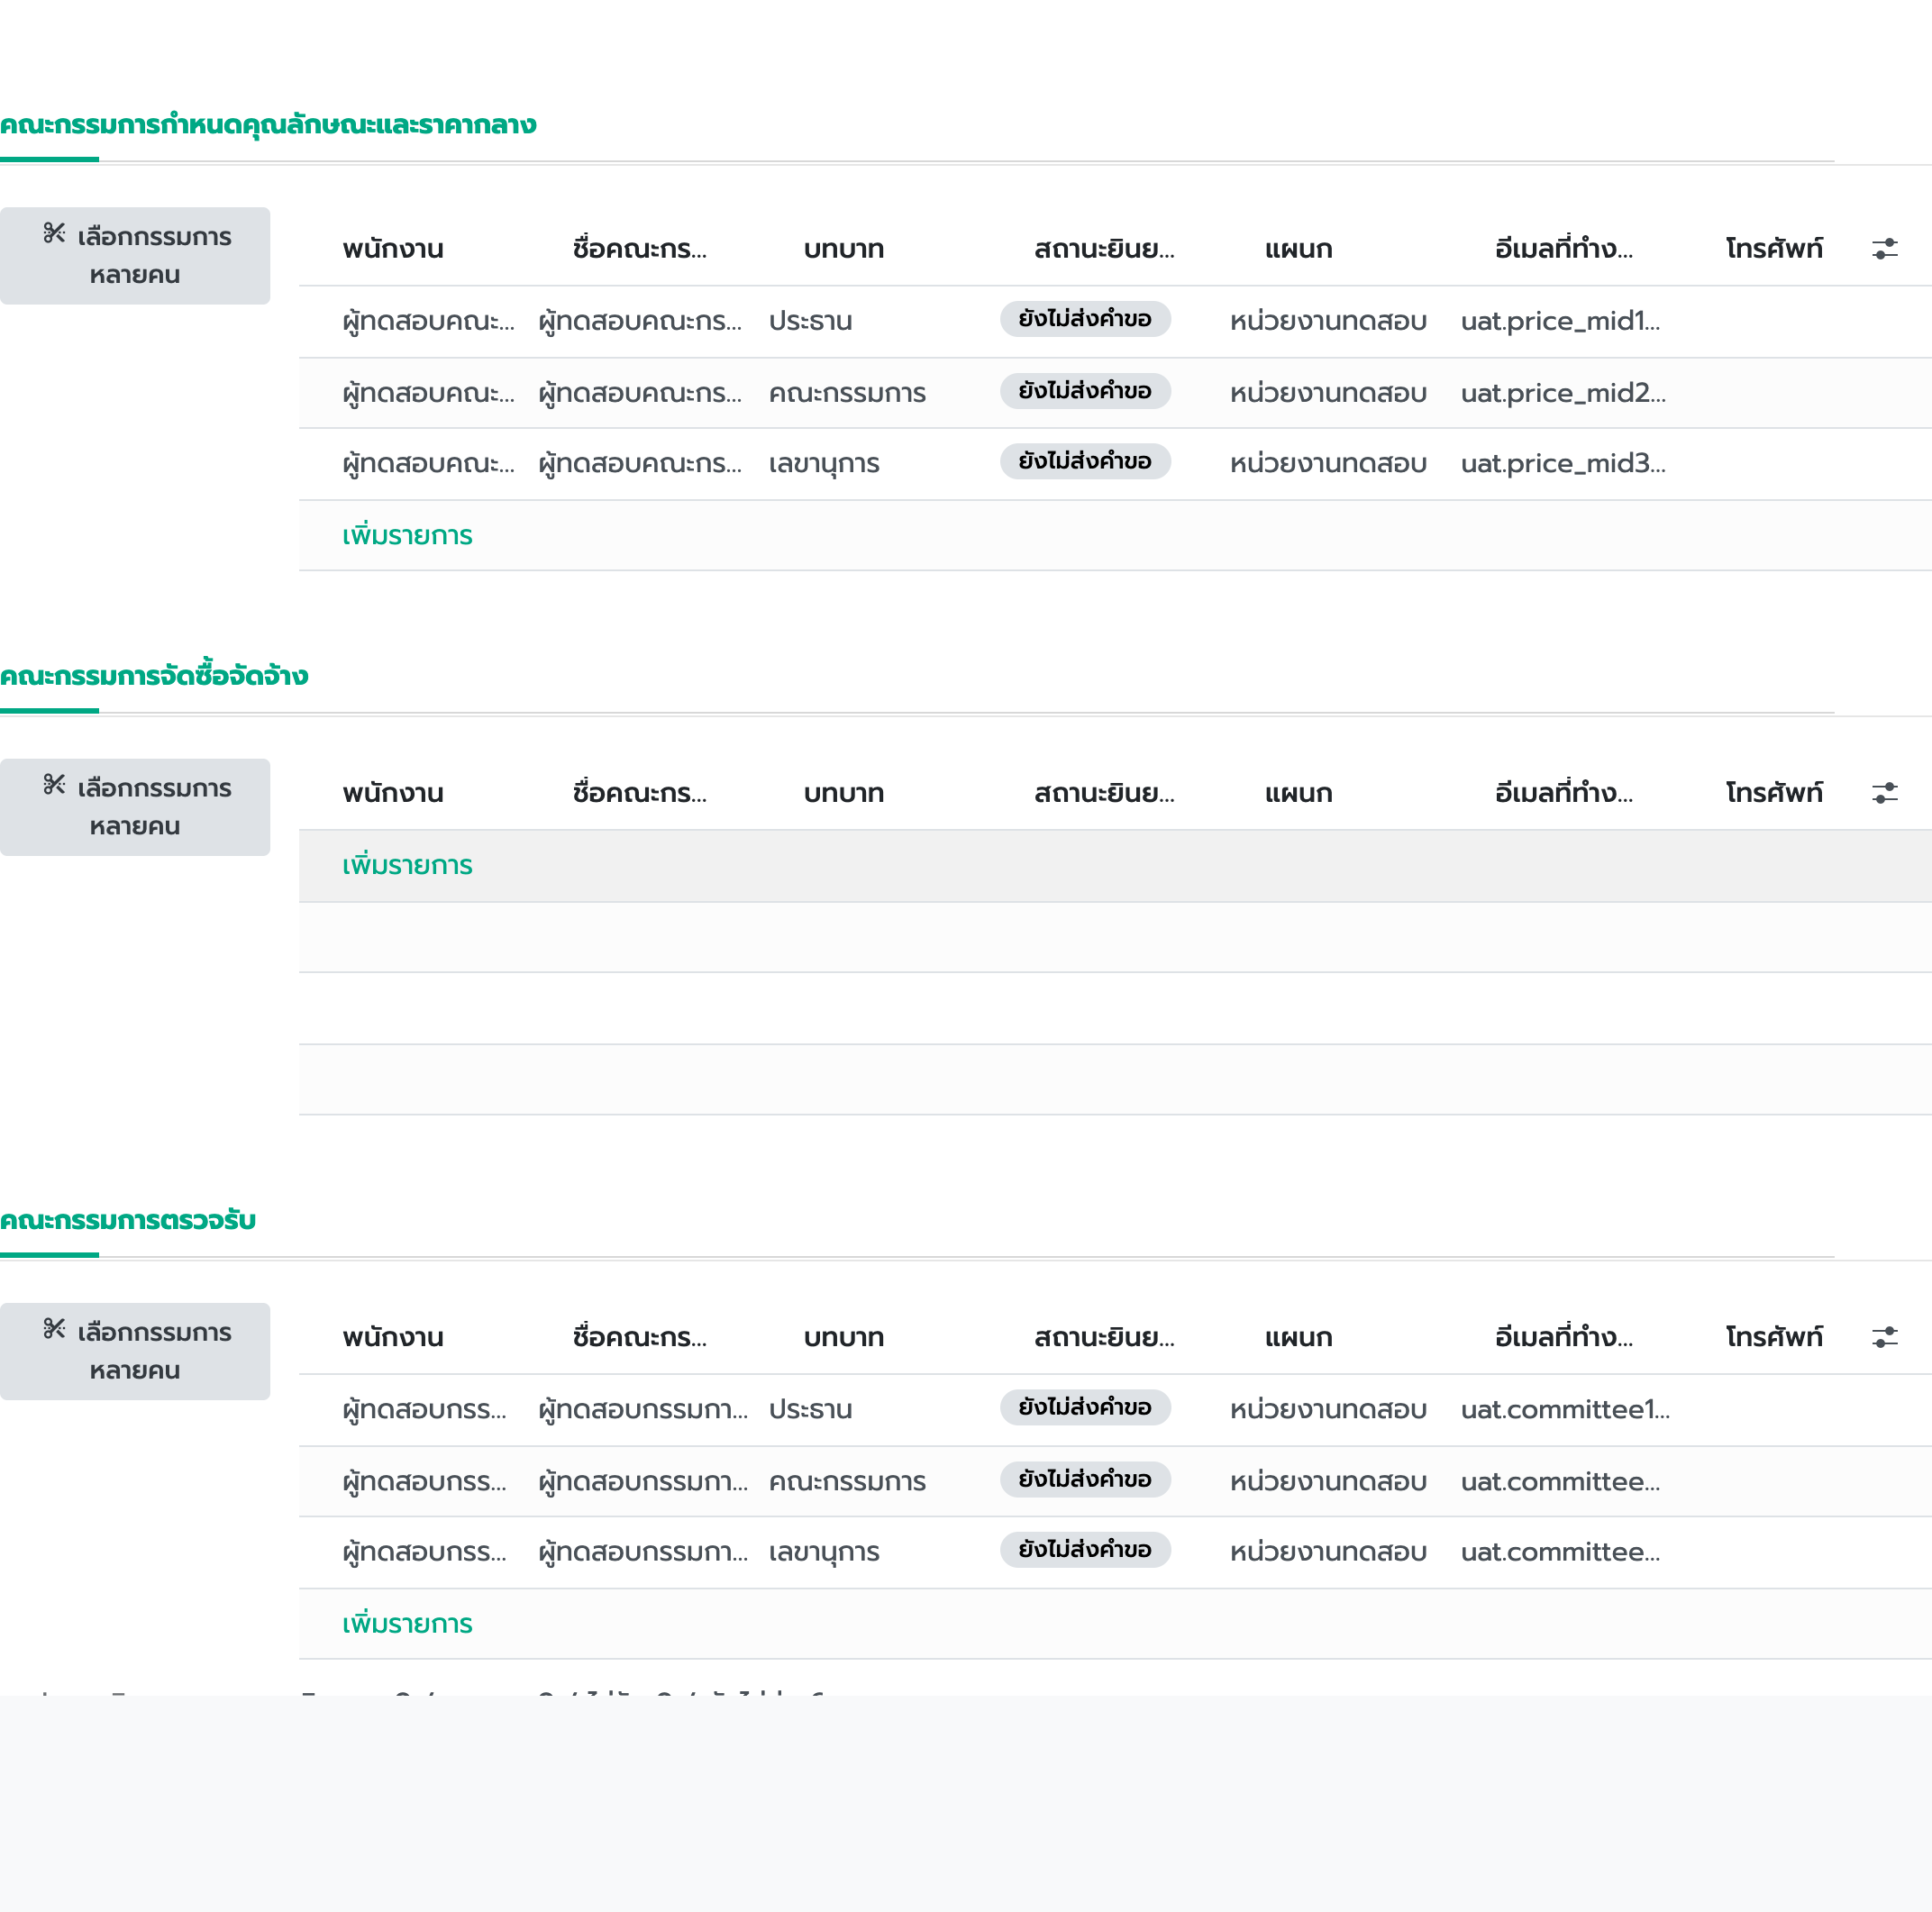 คณะกรรมการกำหนดคุณลักษณะและราคากลาง
เลือกกรรมการ
หลายคน
พนักงาน ชื่อคณะกร... บทบาท สถานะยินย... แผนก อีเมลที่ทำง... โทรศัพท์
ผู้ทดสอบคณะ... ผู้ทดสอบคณะกร... ประธาน ยังไม่ส่งคำขอ หน่วยงานทดสอบ uat.price_mid1...
ผู้ทดสอบคณะ... ผู้ทดสอบคณะกร... คณะกรรมการ ยังไม่ส่งคำขอ หน่วยงานทดสอบ uat.price_mid2...
ผู้ทดสอบคณะ... ผู้ทดสอบคณะกร... เลขานุการ ยังไม่ส่งคำขอ หน่วยงานทดสอบ uat.price_mid3...
เพิ่มรายการ
คณะกรรมการจัดซื้อจัดจ้าง
เลือกกรรมการ
หลายคน
พนักงาน ชื่อคณะกร... บทบาท สถานะยินย... แผนก อีเมลที่ทำง... โทรศัพท์
เพิ่มรายการ
คณะกรรมการตรวจรับ
เลือกกรรมการ
หลายคน
พนักงาน ชื่อคณะกร... บทบาท สถานะยินย... แผนก อีเมลที่ทำง... โทรศัพท์
ผู้ทดสอบกรร... ผู้ทดสอบกรรมกา... ประธาน ยังไม่ส่งคำขอ หน่วยงานทดสอบ uat.committee1...
ผู้ทดสอบกรร... ผู้ทดสอบกรรมกา... คณะกรรมการ ยังไม่ส่งคำขอ หน่วยงานทดสอบ uat.committee...
ผู้ทดสอบกรร... ผู้ทดสอบกรรมกา... เลขานุการ ยังไม่ส่งคำขอ หน่วยงานทดสอบ uat.committee...
เพิ่มรายการ